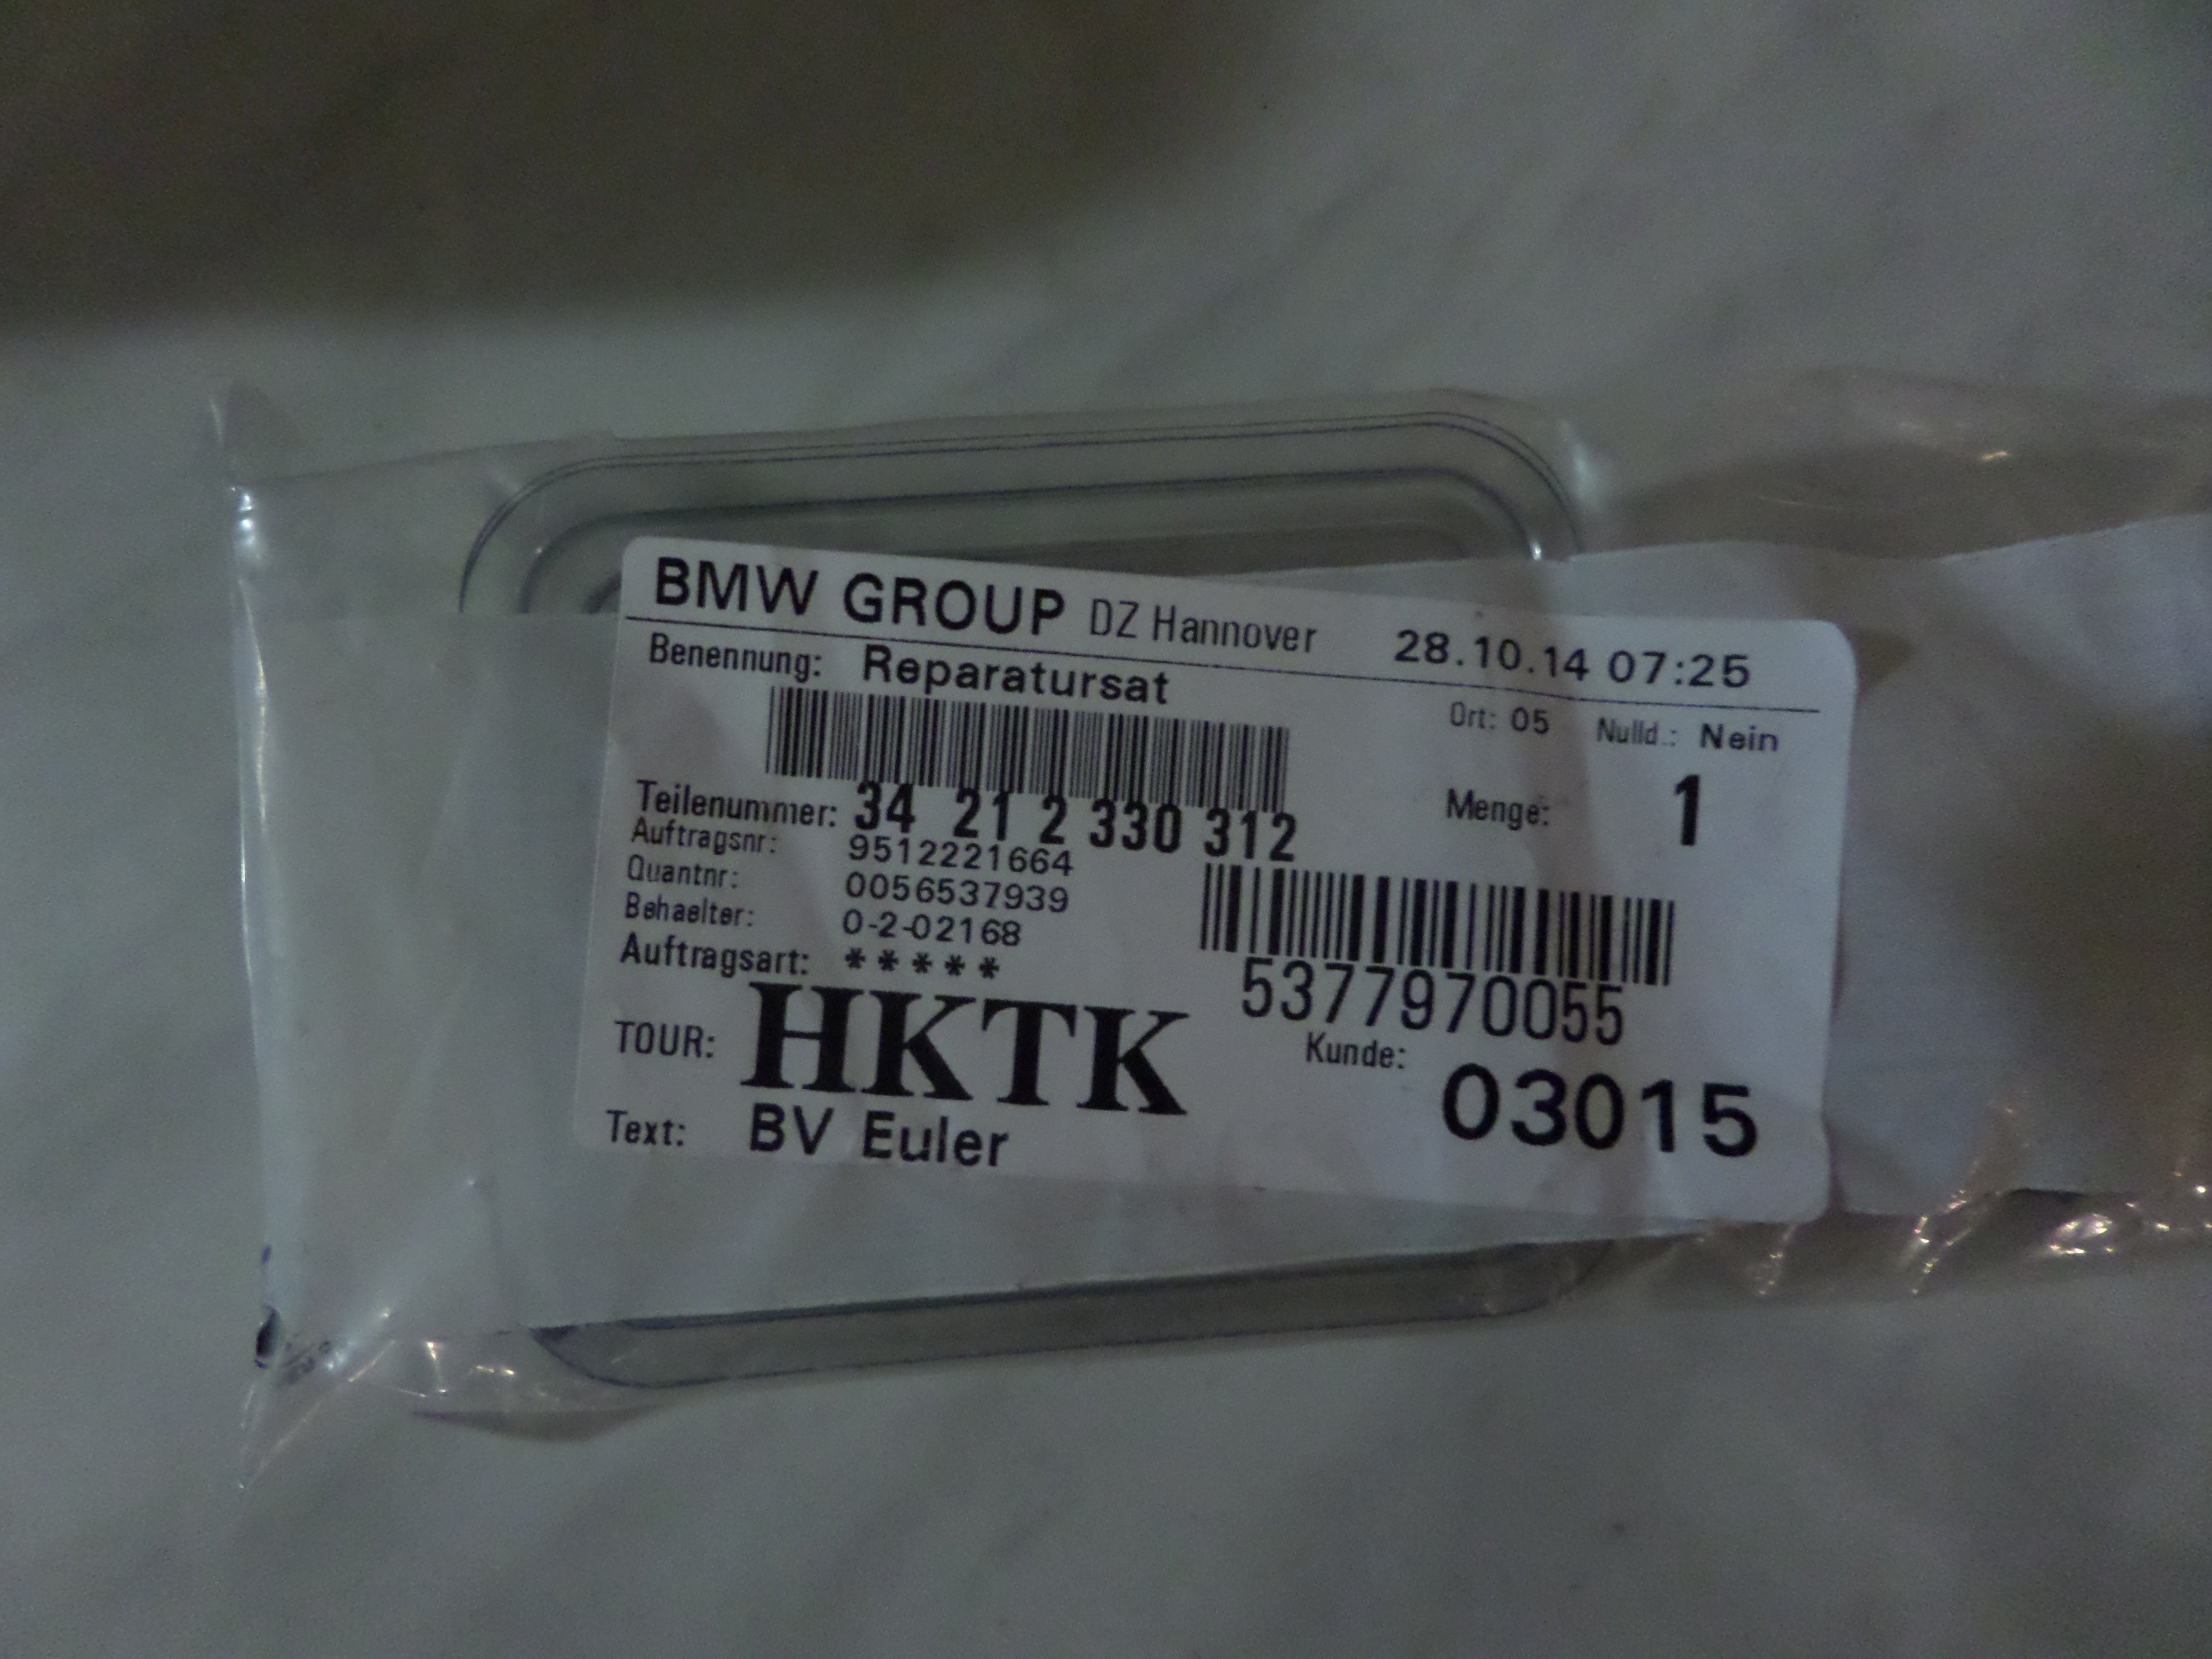 BMW GROUP DZ Hannover 28.10.14 07:25
Benennung: Reparatursat
Ort: 05 Nulld.: Nein
Teilenummer: 34 21 2 330 312 Menge: 1
Auftragsnr: 9512221664
Quantnr: 0056537939
Behaelter: 0-2-02168
Auftragsart: *****
5377970055
TOUR: HKTK Kunde: 03015
Text: BV Euler